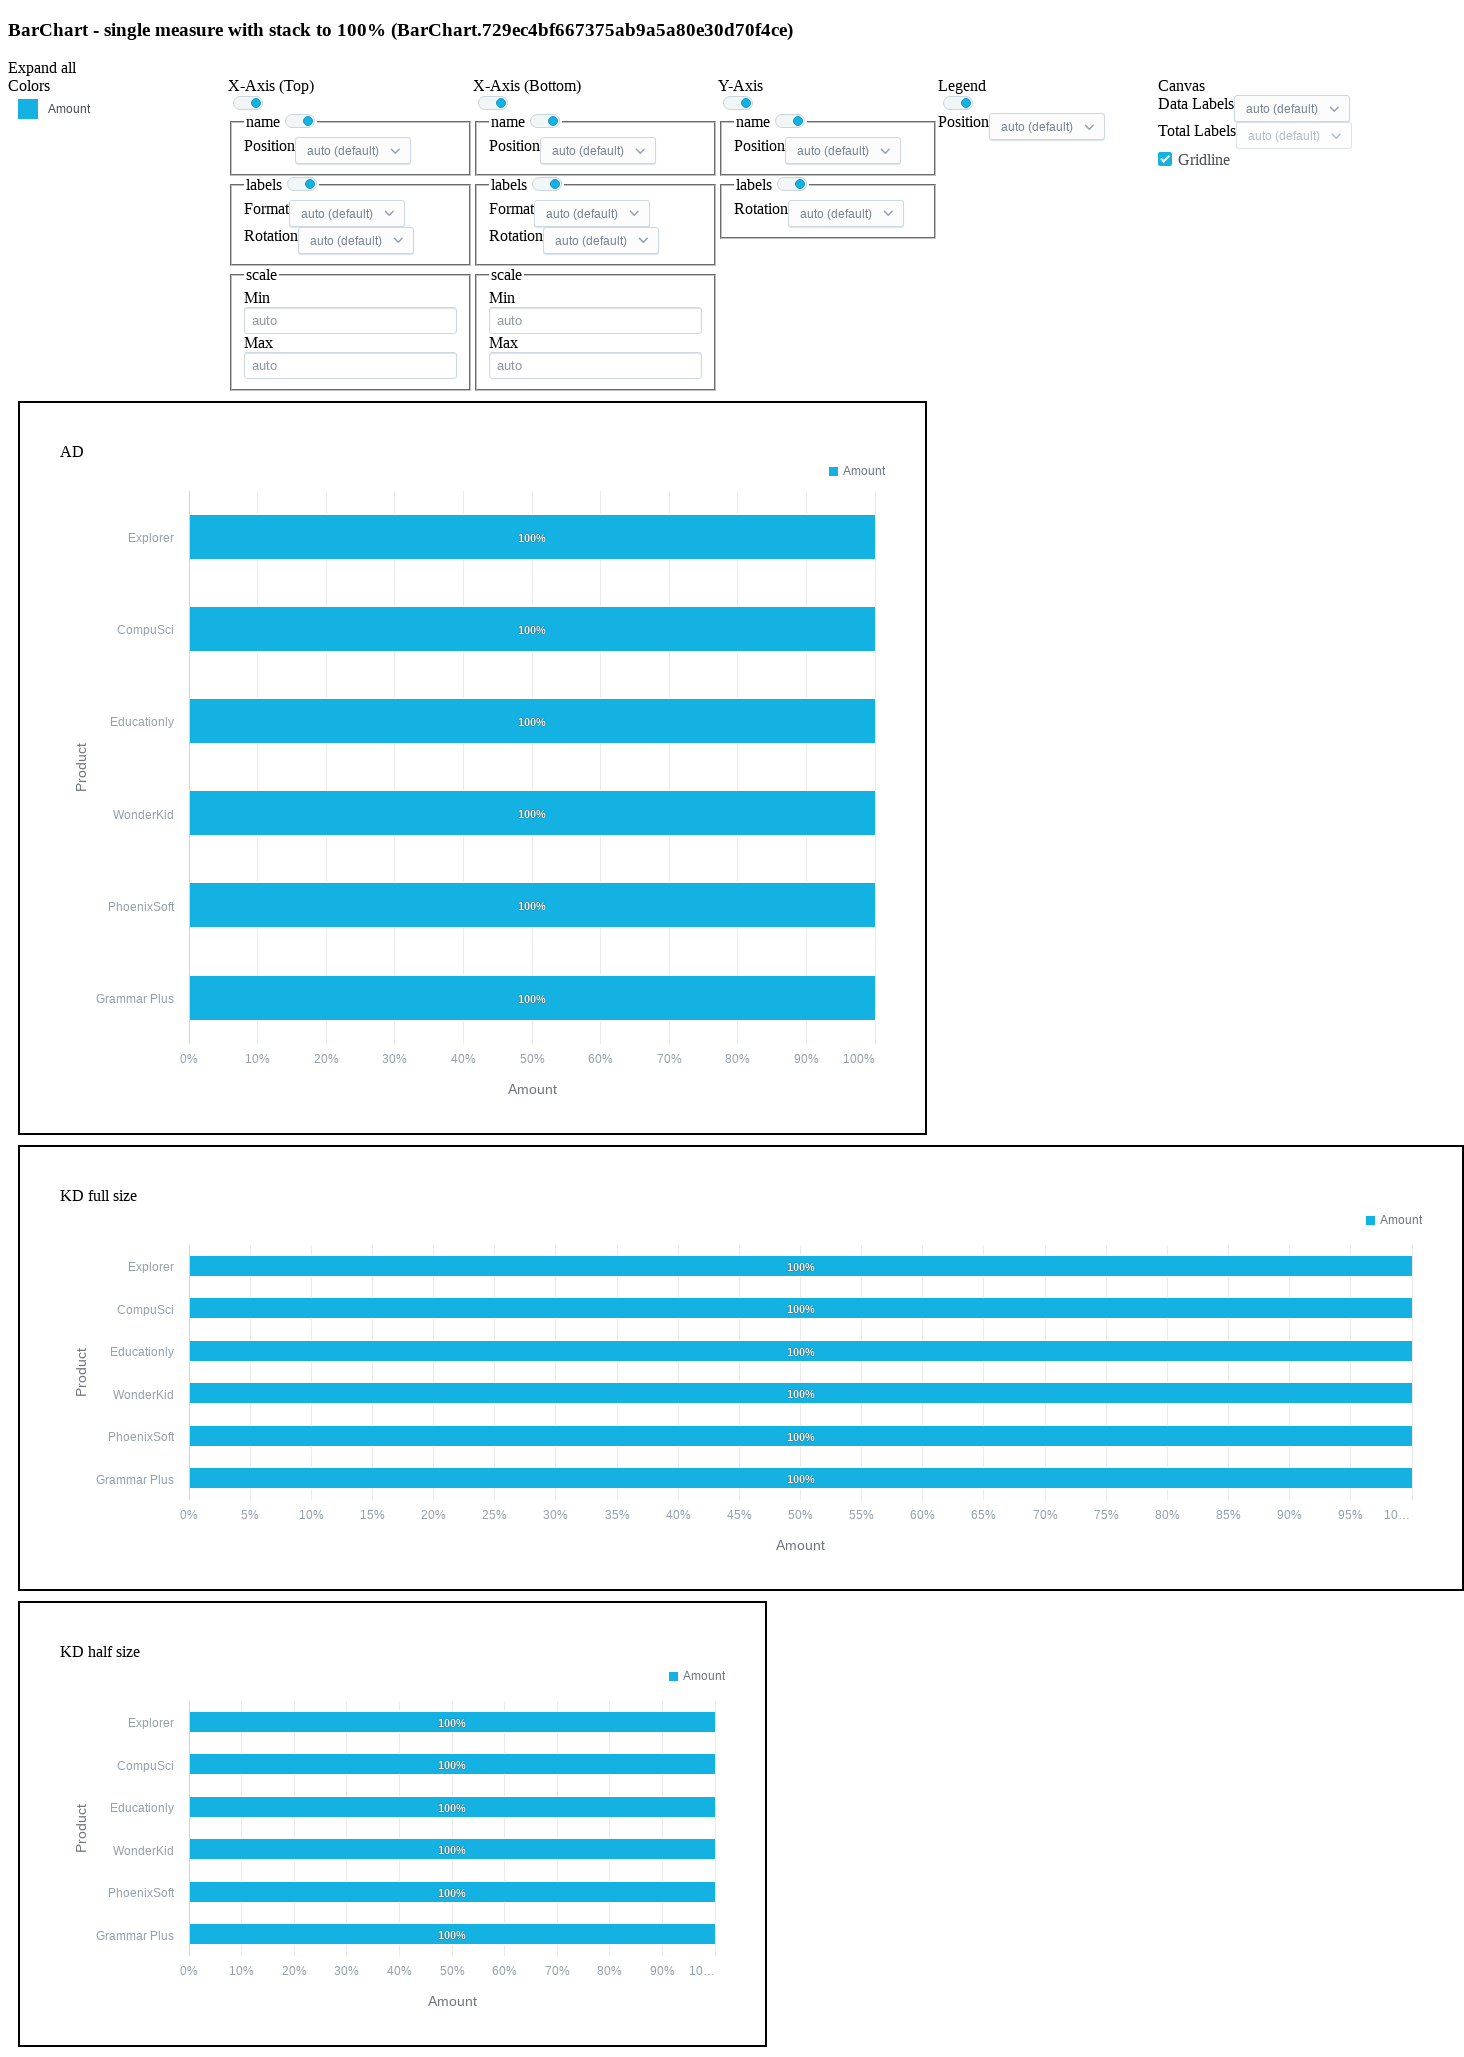 BarChart - single measure with stack to 100% (BarChart.729ec4bf667375ab9a5a80e30d70f4ce)
Expand all
Colors
Amount
X-Axis (Top)
name
Position auto (default)
labels
Format auto (default)
Rotation auto (default)
scale
Min
auto
Max
auto
X-Axis (Bottom)
name
Position auto (default)
labels
Format auto (default)
Rotation auto (default)
scale
Min
auto
Max
auto
Y-Axis
name
Position auto (default)
labels
Rotation auto (default)
Legend
Position auto (default)
Canvas
Data Labels auto (default)
Total Labels auto (default)
Gridline
AD
Amount
Explorer 100%
CompuSci 100%
Educationly 100%
WonderKid 100%
PhoenixSoft 100%
Grammar Plus 100%
Product
0% 10% 20% 30% 40% 50% 60% 70% 80% 90% 100%
Amount
KD full size
Amount
Explorer 100%
CompuSci 100%
Educationly 100%
WonderKid 100%
PhoenixSoft 100%
Grammar Plus 100%
Product
0% 5% 10% 15% 20% 25% 30% 35% 40% 45% 50% 55% 60% 65% 70% 75% 80% 85% 90% 95% 10…
Amount
KD half size
Amount
Explorer 100%
CompuSci 100%
Educationly 100%
WonderKid 100%
PhoenixSoft 100%
Grammar Plus 100%
Product
0% 10% 20% 30% 40% 50% 60% 70% 80% 90% 10…
Amount